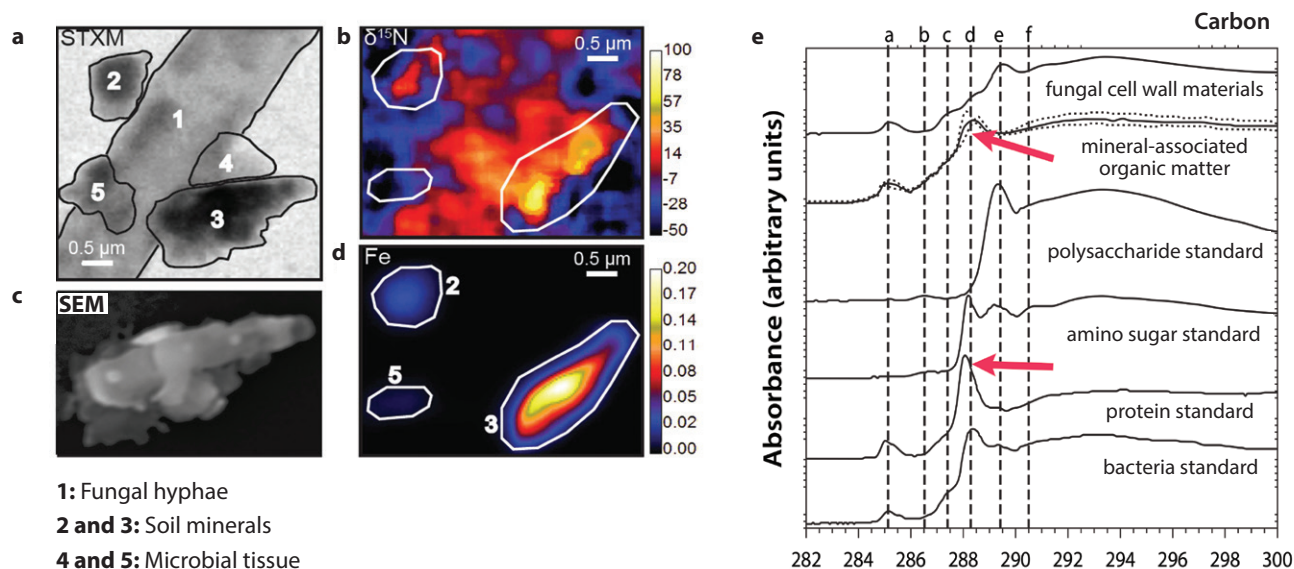 a
STXM
2
1
4
5
3
0.5 µm
b
δ¹⁵N
0.5 µm
100
78
57
35
14
-7
-28
-50
c
SEM
d
Fe
0.5 µm
2
5
3
0.20
0.17
0.14
0.11
0.08
0.05
0.02
0.00
1: Fungal hyphae
2 and 3: Soil minerals
4 and 5: Microbial tissue
e
Carbon
a b c d e f
Absorbance (arbitrary units)
fungal cell wall materials
mineral-associated
organic matter
polysaccharide standard
amino sugar standard
protein standard
bacteria standard
282 284 286 288 290 292 294 296 298 300